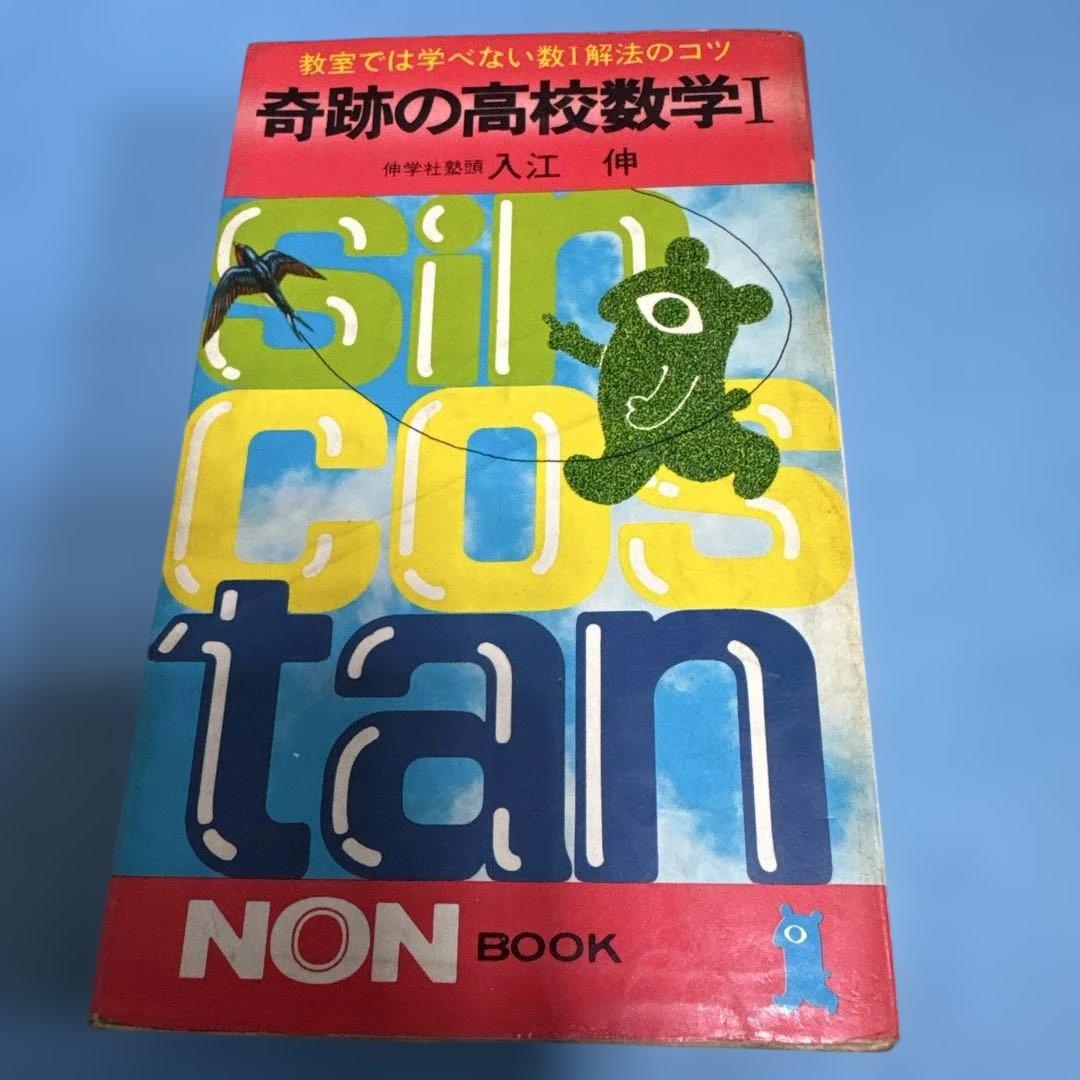 教室では学べない数I解法のコツ
奇跡の高校数学I
伸学社塾頭 入江 伸
sin
cos
tan
NON BOOK